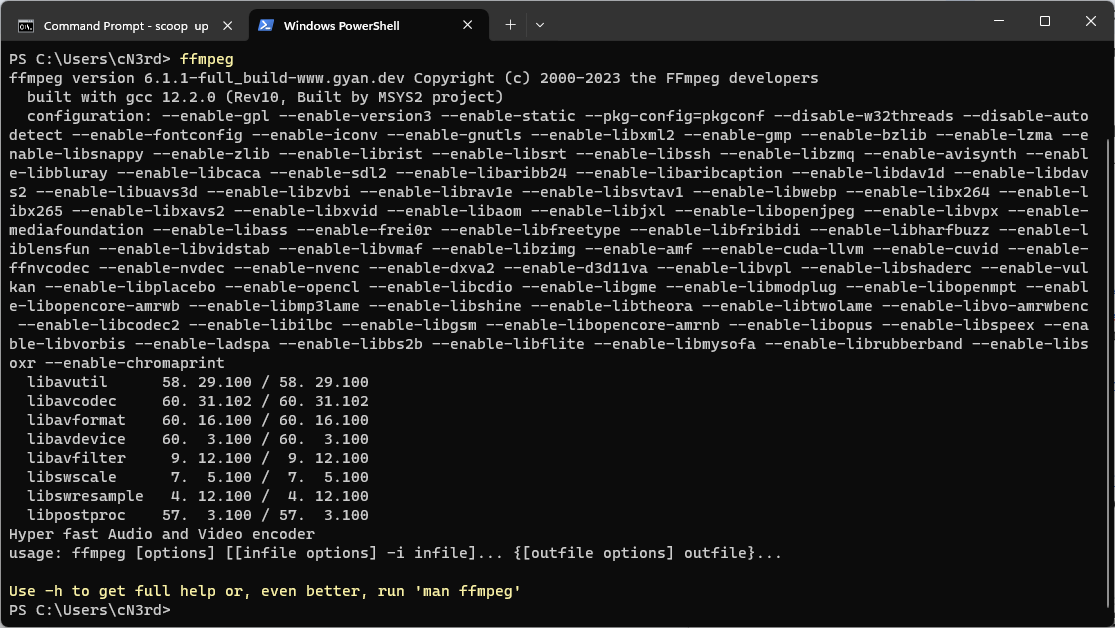 Command Prompt - scoop  up
Windows PowerShell
PS C:\Users\cN3rd> ffmpeg
ffmpeg version 6.1.1-full_build-www.gyan.dev Copyright (c) 2000-2023 the FFmpeg developers
  built with gcc 12.2.0 (Rev10, Built by MSYS2 project)
  configuration: --enable-gpl --enable-version3 --enable-static --pkg-config=pkgconf --disable-w32threads --disable-auto
detect --enable-fontconfig --enable-iconv --enable-gnutls --enable-libxml2 --enable-gmp --enable-bzlib --enable-lzma --e
nable-libsnappy --enable-zlib --enable-librist --enable-libsrt --enable-libssh --enable-libzmq --enable-avisynth --enabl
e-libbluray --enable-libcaca --enable-sdl2 --enable-libaribb24 --enable-libaribcaption --enable-libdav1d --enable-libdav
s2 --enable-libuavs3d --enable-libzvbi --enable-librav1e --enable-libsvtav1 --enable-libwebp --enable-libx264 --enable-l
ibx265 --enable-libxavs2 --enable-libxvid --enable-libaom --enable-libjxl --enable-libopenjpeg --enable-libvpx --enable-
mediafoundation --enable-libass --enable-frei0r --enable-libfreetype --enable-libfribidi --enable-libharfbuzz --enable-l
iblensfun --enable-libvidstab --enable-libvmaf --enable-libzimg --enable-amf --enable-cuda-llvm --enable-cuvid --enable-
ffnvcodec --enable-nvdec --enable-nvenc --enable-dxva2 --enable-d3d11va --enable-libvpl --enable-libshaderc --enable-vul
kan --enable-libplacebo --enable-opencl --enable-libcdio --enable-libgme --enable-libmodplug --enable-libopenmpt --enabl
e-libopencore-amrwb --enable-libmp3lame --enable-libshine --enable-libtheora --enable-libtwolame --enable-libvo-amrwbenc
 --enable-libcodec2 --enable-libilbc --enable-libgsm --enable-libopencore-amrnb --enable-libopus --enable-libspeex --ena
ble-libvorbis --enable-ladspa --enable-libbs2b --enable-libflite --enable-libmysofa --enable-librubberband --enable-libs
oxr --enable-chromaprint
  libavutil      58. 29.100 / 58. 29.100
  libavcodec     60. 31.102 / 60. 31.102
  libavformat    60. 16.100 / 60. 16.100
  libavdevice    60.  3.100 / 60.  3.100
  libavfilter     9. 12.100 /  9. 12.100
  libswscale      7.  5.100 /  7.  5.100
  libswresample   4. 12.100 /  4. 12.100
  libpostproc    57.  3.100 / 57.  3.100
Hyper fast Audio and Video encoder
usage: ffmpeg [options] [[infile options] -i infile]... {[outfile options] outfile}...

Use -h to get full help or, even better, run 'man ffmpeg'
PS C:\Users\cN3rd>